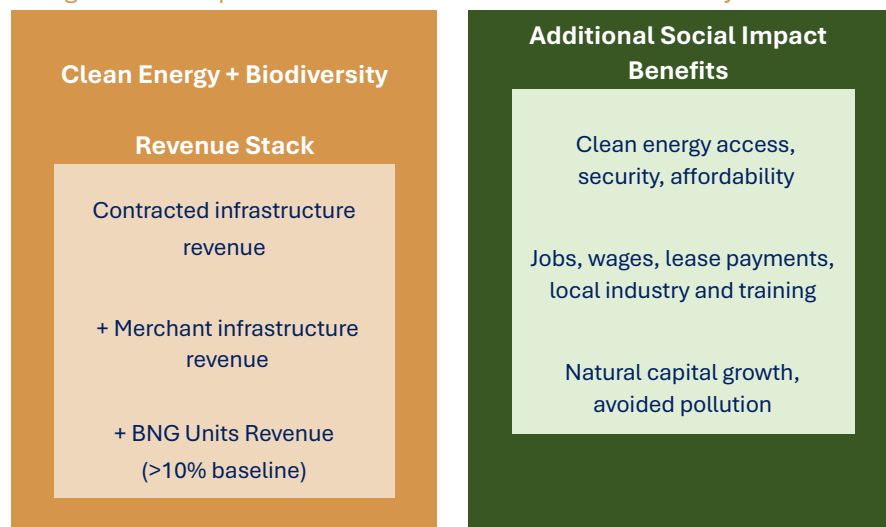 Clean Energy + Biodiversity
Revenue Stack
Contracted infrastructure
revenue
+ Merchant infrastructure
revenue
+ BNG Units Revenue
(>10% baseline)
Additional Social Impact
Benefits
Clean energy access,
security, affordability
Jobs, wages, lease payments,
local industry and training
Natural capital growth,
avoided pollution